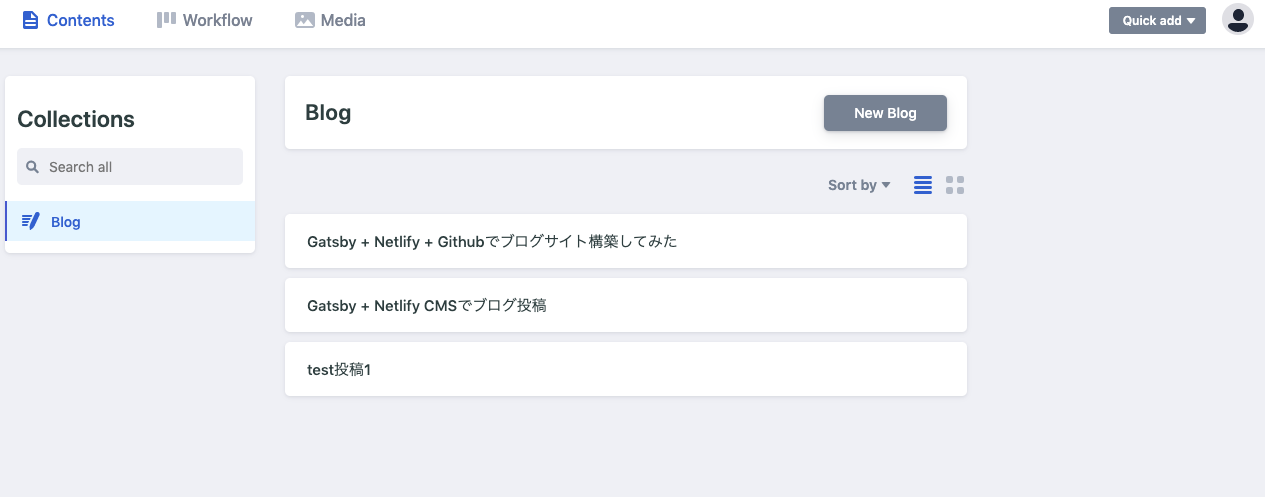 Contents
Workflow
Media
Quick add
Collections
Search all
Blog
Blog
New Blog
Sort by
Gatsby + Netlify + Githubでブログサイト構築してみた
Gatsby + Netlify CMSでブログ投稿
test投稿1